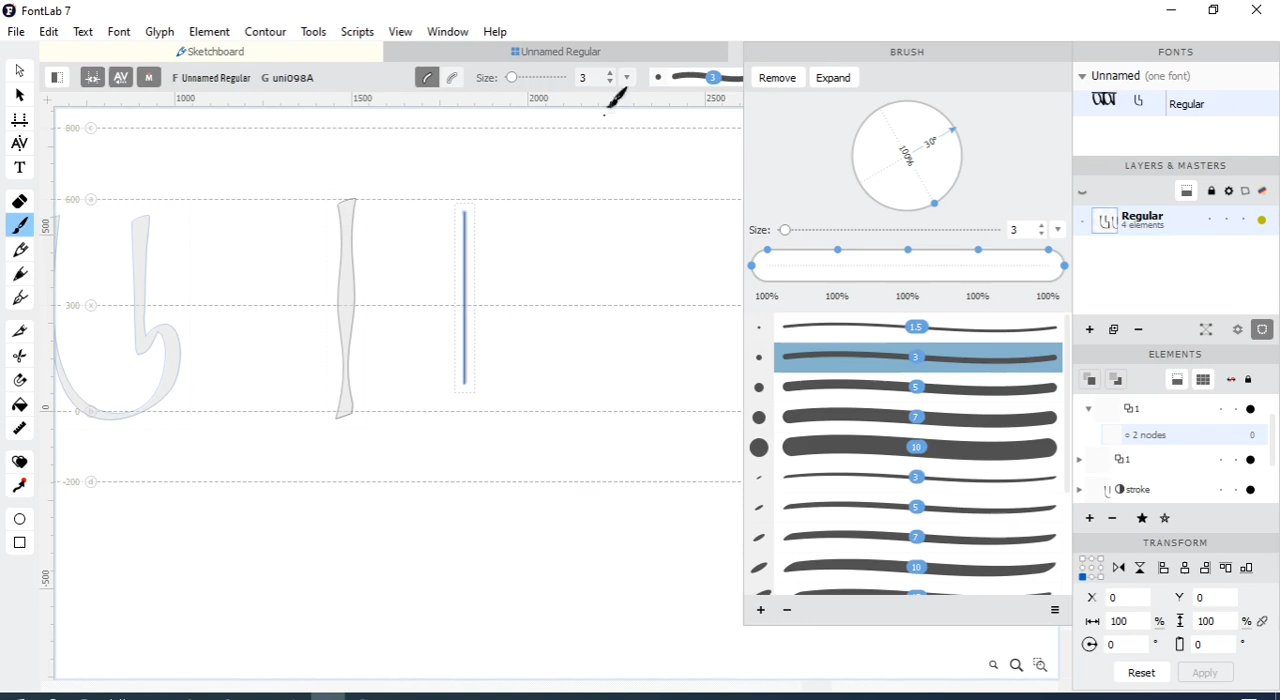 FontLab 7
File Edit Text Font Glyph Element Contour Tools Scripts View Window Help
Sketchboard Unnamed Regular BRUSH FONTS
F Unnamed Regular G uni098A Size: 3 3 Remove Expand Unnamed (one font)
1000 1500 2000 2500
Regular
800 c
100% 30°
LAYERS & MASTERS
600 a
500
Regular
4 elements
Size: 3
300 x
100% 100% 100% 100% 100%
1.5
3
ELEMENTS
5
0 b
0
7
1
2 nodes 0
10
1
-200 d
3
stroke
5
7
TRANSFORM
10
-500
X 0 Y 0
100 % 100 %
0 ° 0 °
Reset Apply